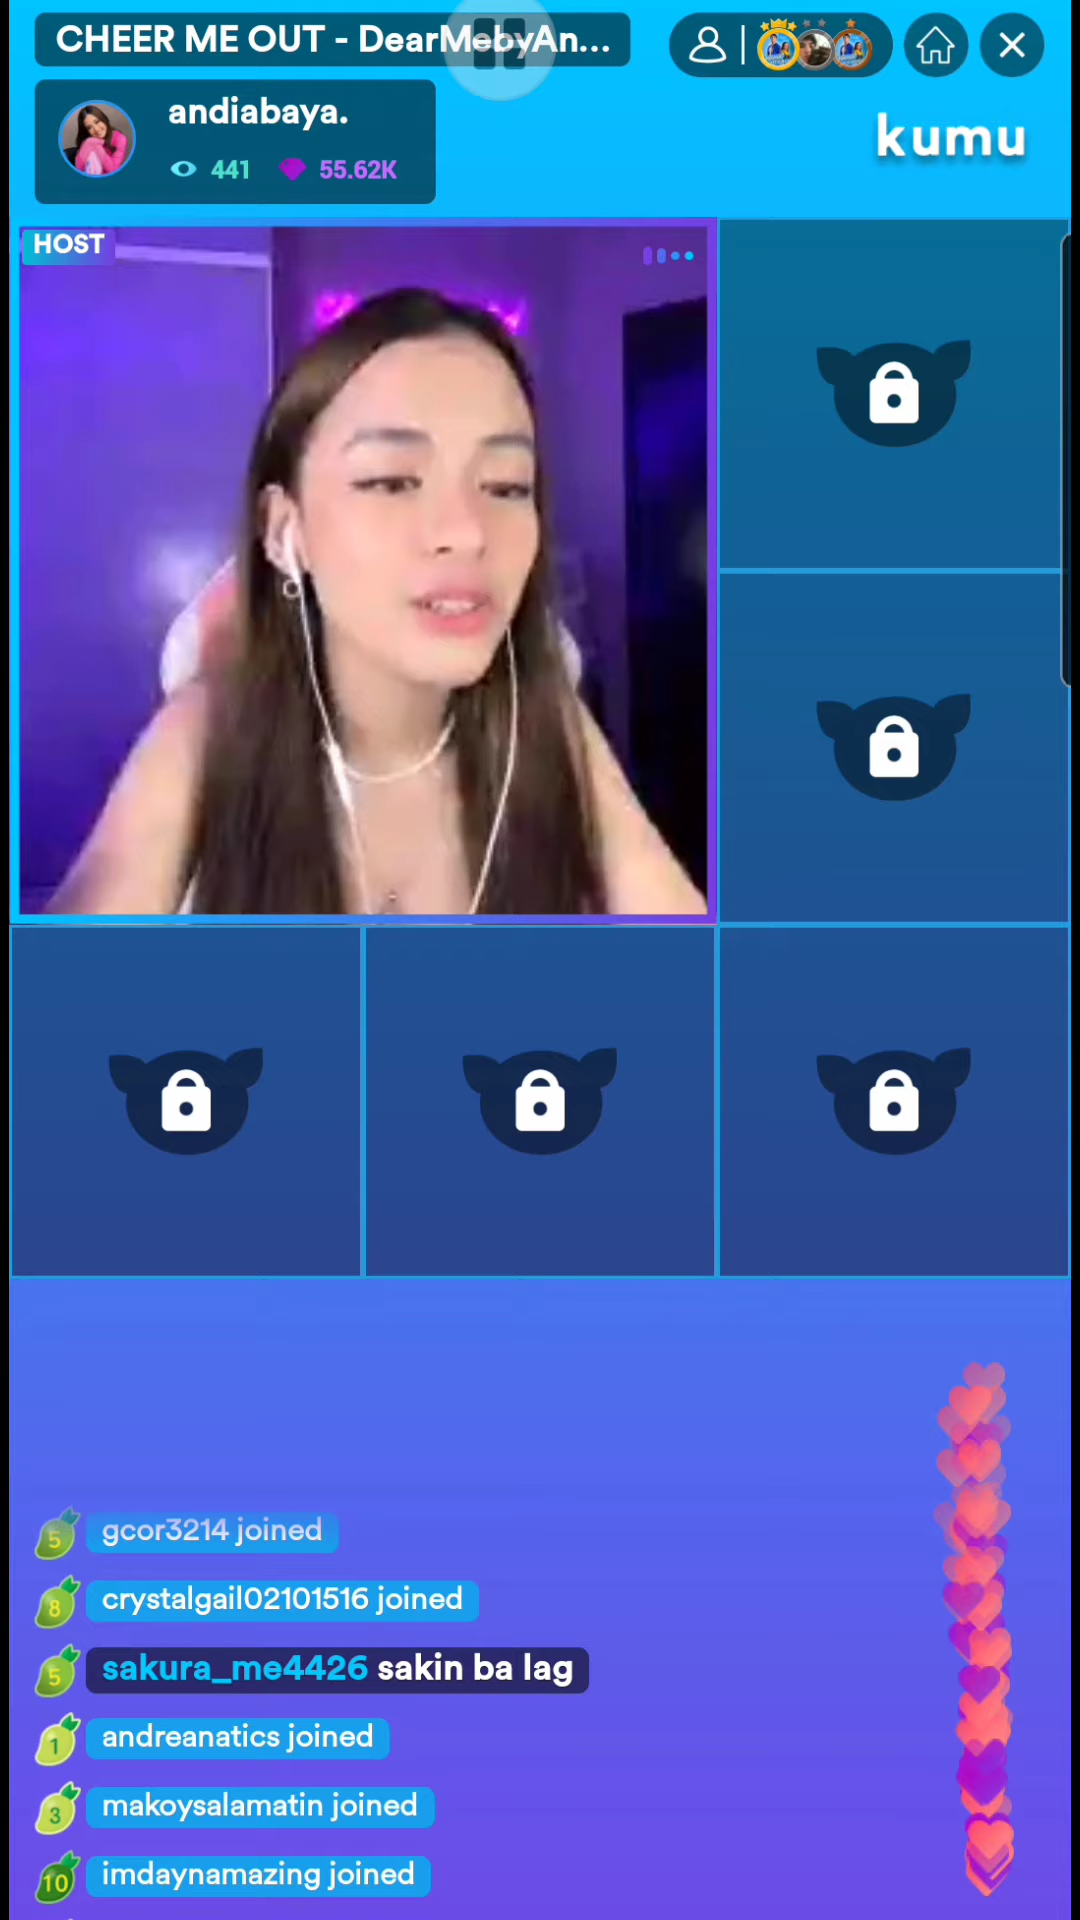 CHEER ME OUT - DearMebyAn...
andiabaya.
441 55.62K
kumu
HOST
5 gcor3214 joined
8 crystalgail02101516 joined
5 sakura_me4426 sakin ba lag
1 andreanatics joined
3 makoysalamatin joined
10 imdaynamazing joined